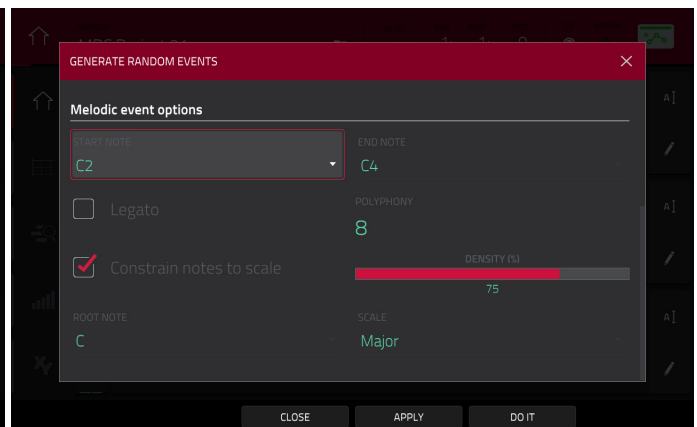 GENERATE RANDOM EVENTS
Melodic event options
START NOTE
END NOTE
C2
C4
Legato
POLYPHONY
8
Constrain notes to scale
DENSITY (%)
75
ROOT NOTE
SCALE
C
Major
CLOSE
APPLY
DO IT